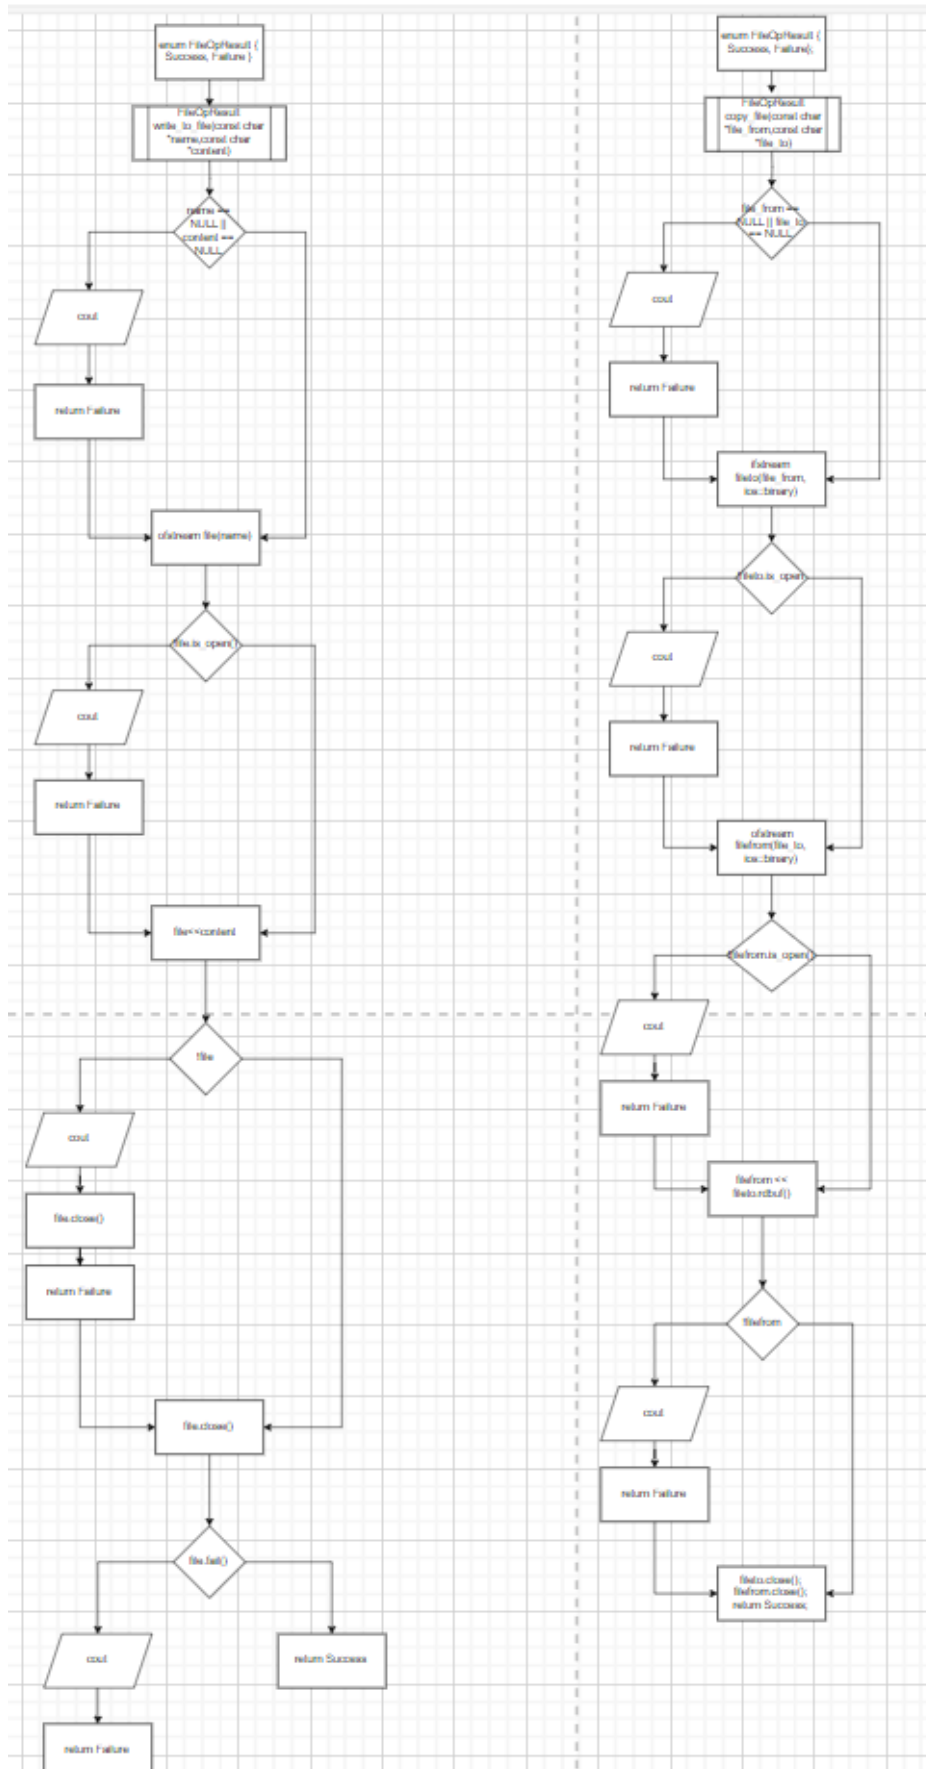 enum FileOpResult {
Success, Failure }
FileOpResult
write_to_file(const char
*name,const char
*content)
name ==
NULL ||
content ==
NULL
cout
return Failure
ofstream file(name)
!file.is_open()
cout
return Failure
file<<content
!file
cout
file.close()
return Failure
file.close()
file.fail()
cout
return Success
return Failure
enum FileOpResult {
Success, Failure};
FileOpResult
copy_file(const char
*file_from,const char
*file_to)
file_from ==
NULL || file_to
== NULL
cout
return Failure
ifstream
fileto(file_from,
ios::binary)
!fileto.is_open
cout
return Failure
ofstream
filefrom(file_to,
ios::binary)
!filefrom.is_open()
cout
return Failure
filefrom <<
fileto.rdbuf()
!filefrom
cout
return Failure
fileto.close();
filefrom.close();
return Success;